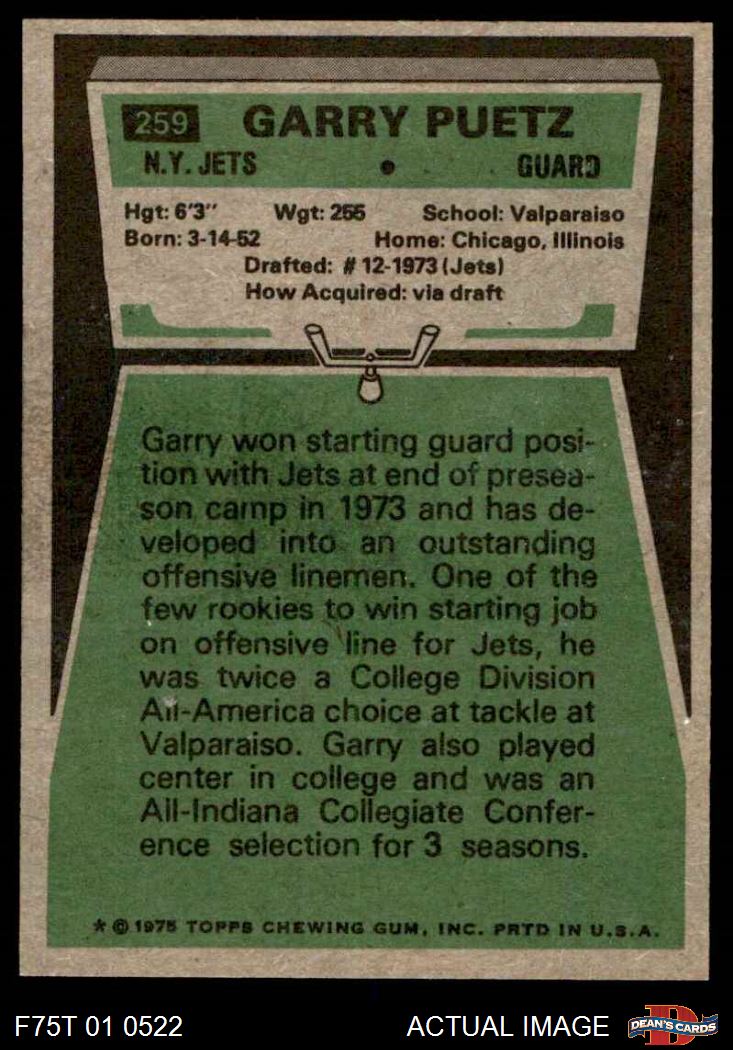 259 GARRY PUETZ
N.Y. JETS • GUARD
Hgt: 6'3" Wgt: 255 School: Valparaiso
Born: 3-14-52 Home: Chicago, Illinois
Drafted: #12-1973 (Jets)
How Acquired: via draft
Garry won starting guard posi-
tion with Jets at end of presea-
son camp in 1973 and has de-
veloped into an outstanding
offensive linemen. One of the
few rookies to win starting job
on offensive line for Jets, he
was twice a College Division
All-America choice at tackle at
Valparaiso. Garry also played
center in college and was an
All-Indiana Collegiate Confer-
ence selection for 3 seasons.
* © 1975 TOPPS CHEWING GUM, INC. PRTD IN U.S.A.
F75T 01 0522 ACTUAL IMAGE D DEAN'S CARDS